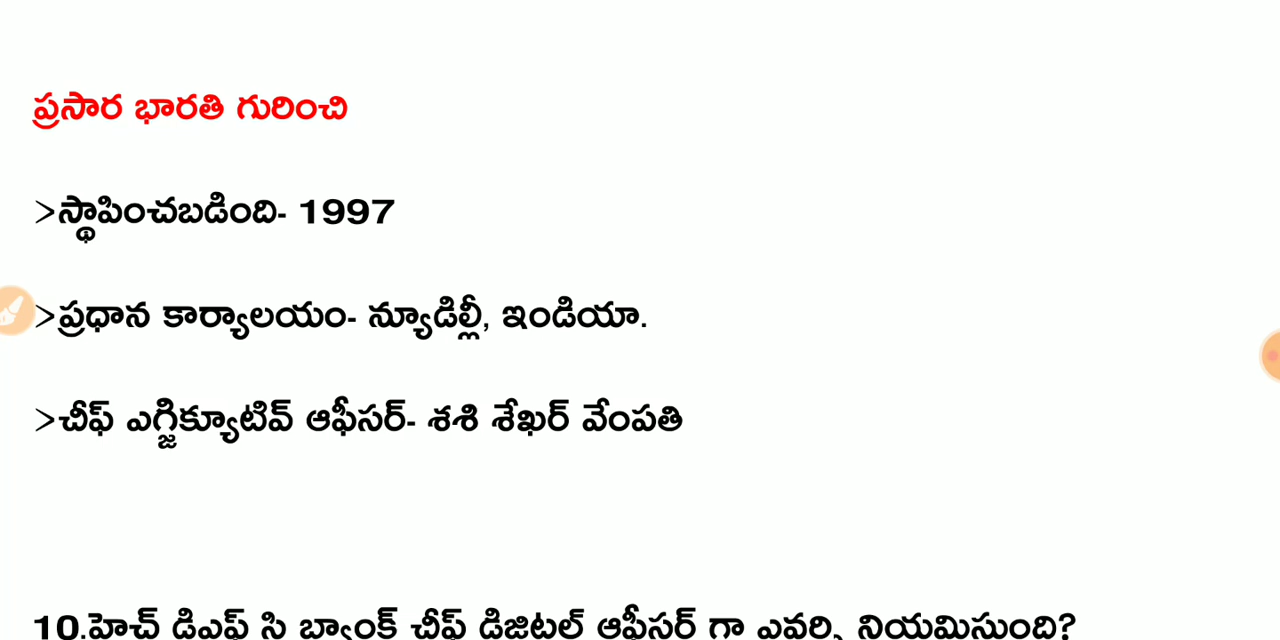 ప్రసార భారతి గురించి
>స్థాపించబడింది- 1997
>ప్రధాన కార్యాలయం- న్యూడిల్లీ, ఇండియా.
>చీఫ్ ఎగ్జిక్యూటివ్ ఆఫీసర్- శశి శేఖర్ వేంపతి
10.హెచ్ డిఎఫ్ సి బ్యాంక్ చీఫ్ డిజిటల్ ఆఫీసర్ గా ఎవర్ని నియమిస్తుంది?